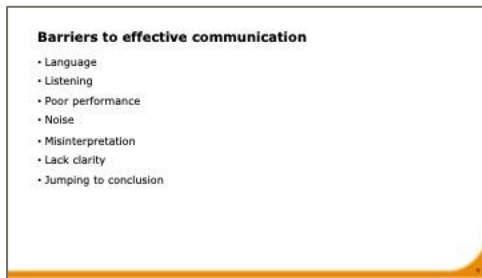 Barriers to effective communication
• Language
• Listening
• Poor performance
• Noise
• Misinterpretation
• Lack clarity
• Jumping to conclusion